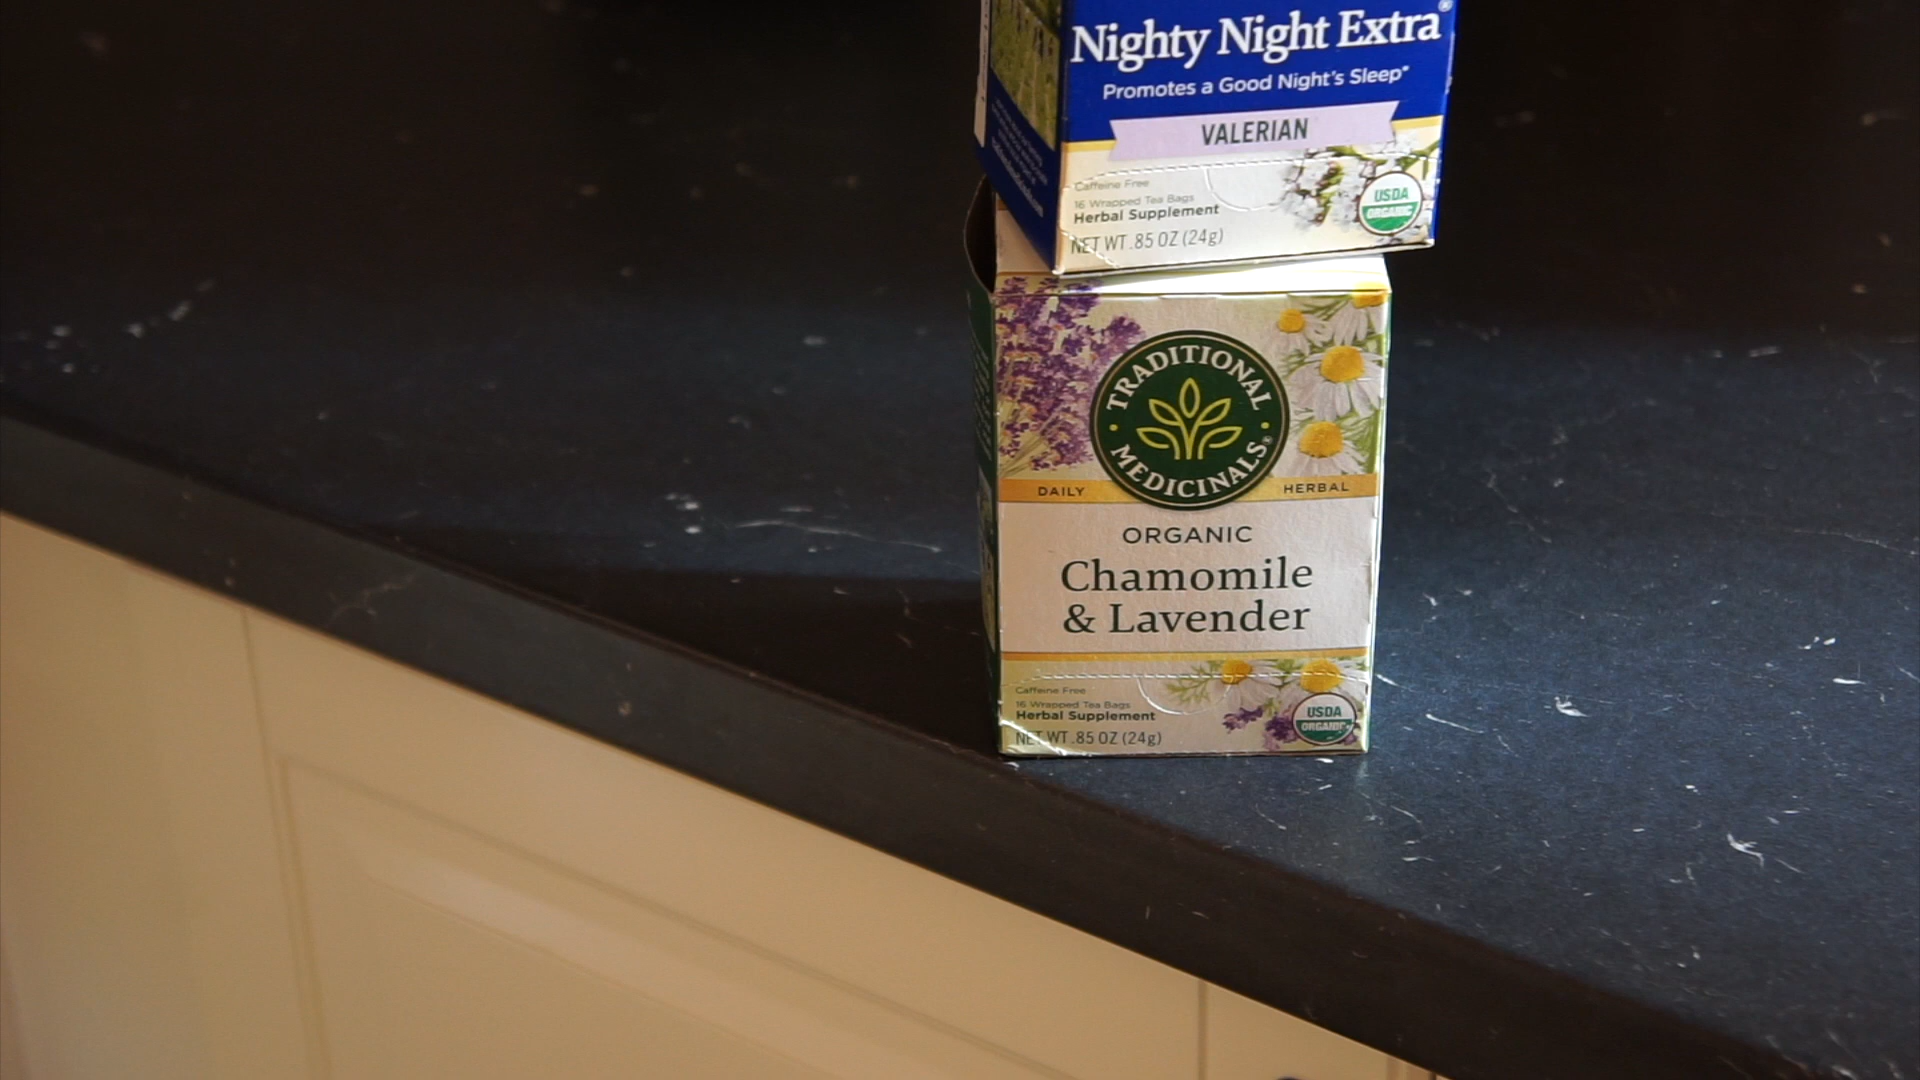 Nighty Night Extra®
Promotes a Good Night's Sleep*
VALERIAN
Caffeine Free
16 Wrapped Tea Bags
Herbal Supplement
NET WT .85 OZ (24g)
USDA
ORGANIC
TRADITIONAL
MEDICINALS®
DAILY
HERBAL
ORGANIC
Chamomile
& Lavender
Caffeine Free
16 Wrapped Tea Bags
Herbal Supplement
NET WT .85 OZ (24g)
USDA
ORGANIC